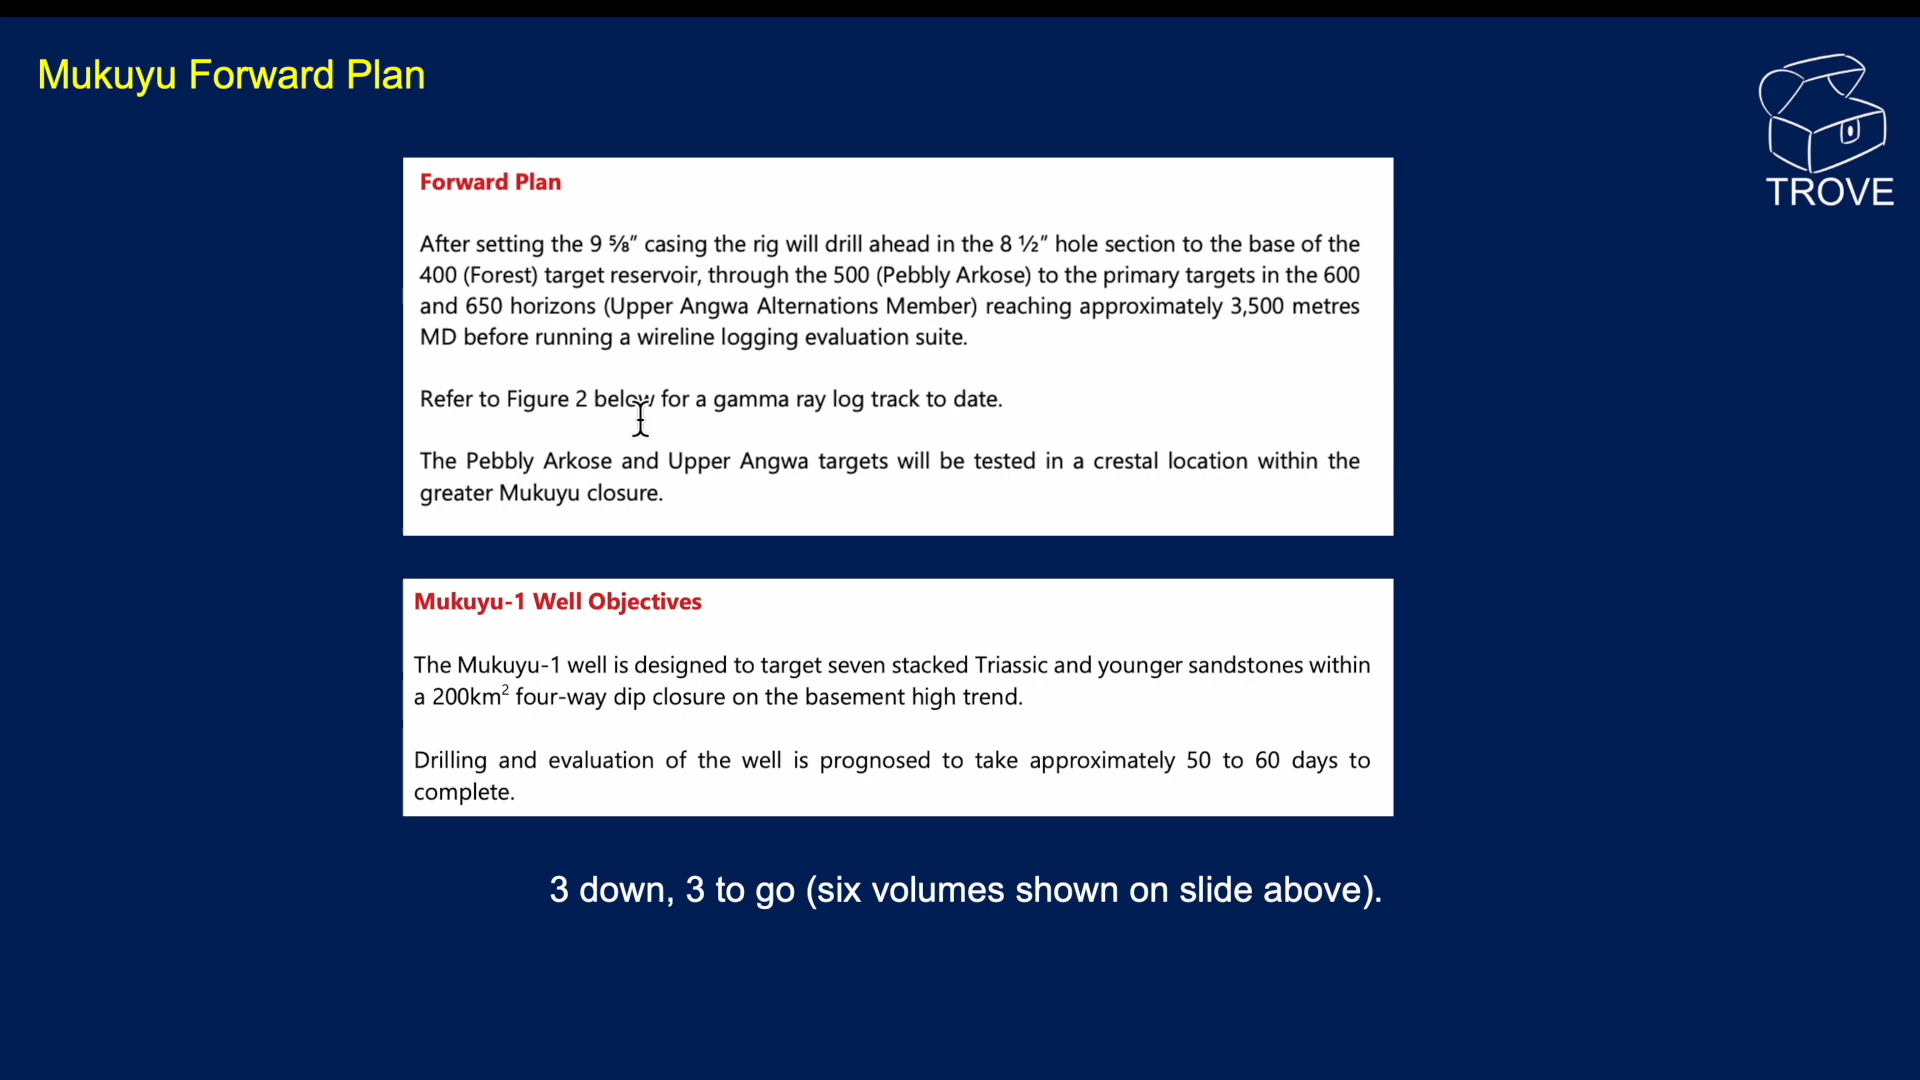 Mukuyu Forward Plan
TROVE
Forward Plan
After setting the 9 ⅝” casing the rig will drill ahead in the 8 ½” hole section to the base of the
400 (Forest) target reservoir, through the 500 (Pebbly Arkose) to the primary targets in the 600
and 650 horizons (Upper Angwa Alternations Member) reaching approximately 3,500 metres
MD before running a wireline logging evaluation suite.
Refer to Figure 2 below for a gamma ray log track to date.
The Pebbly Arkose and Upper Angwa targets will be tested in a crestal location within the
greater Mukuyu closure.
Mukuyu-1 Well Objectives
The Mukuyu-1 well is designed to target seven stacked Triassic and younger sandstones within
a 200km² four-way dip closure on the basement high trend.
Drilling and evaluation of the well is prognosed to take approximately 50 to 60 days to
complete.
3 down, 3 to go (six volumes shown on slide above).